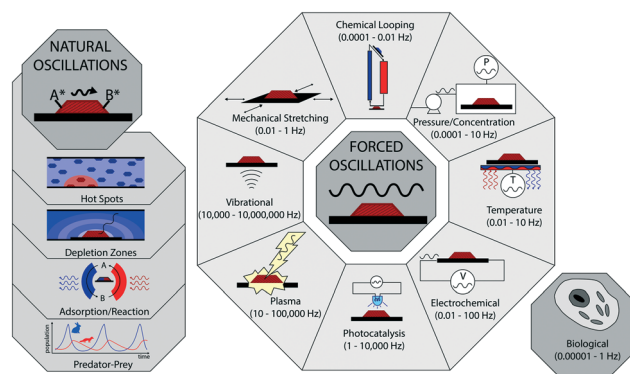 NATURAL
OSCILLATIONS
A*
B*
Hot Spots
Depletion Zones
A
B
Adsorption/Reaction
population
time
Predator-Prey
Chemical Looping
(0.0001 - 0.01 Hz)
P
Pressure/Concentration
(0.0001 - 10 Hz)
Mechanical Stretching
(0.01 - 1 Hz)
FORCED
OSCILLATIONS
Vibrational
(10,000 - 10,000,000 Hz)
T
Temperature
(0.01 - 10 Hz)
Plasma
(10 - 100,000 Hz)
Photocatalysis
(1 - 10,000 Hz)
V
Electrochemical
(0.01 - 100 Hz)
Biological
(0.00001 - 1 Hz)